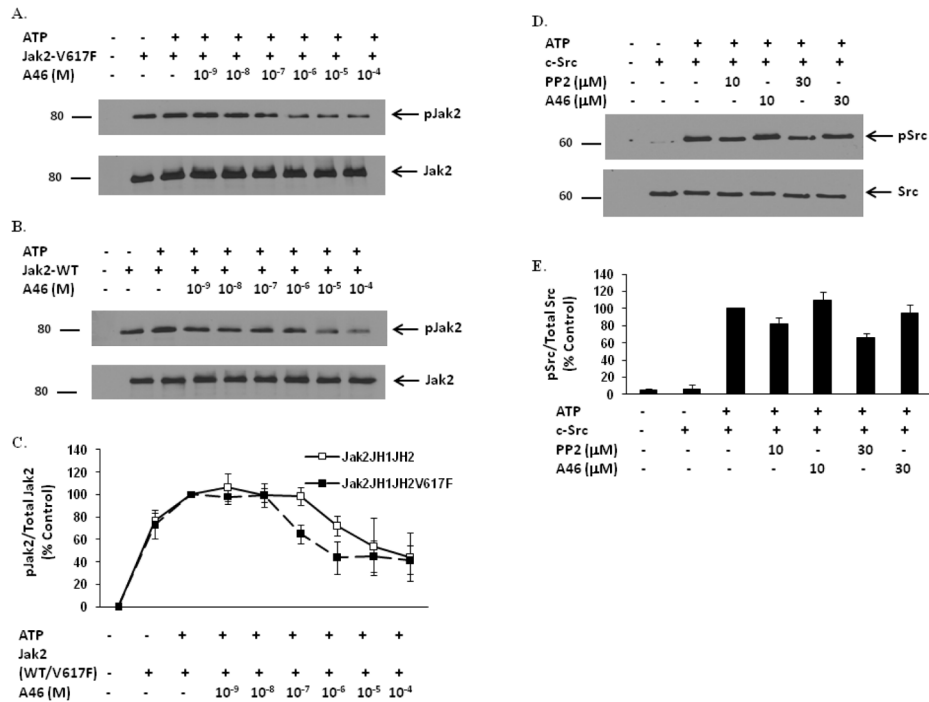 A.
ATP - - + + + + + + +
Jak2-V617F - + + + + + + + +
A46 (M) - - - 10⁻⁹ 10⁻⁸ 10⁻⁷ 10⁻⁶ 10⁻⁵ 10⁻⁴
80 pJak2
80 Jak2
B.
ATP - - + + + + + + +
Jak2-WT - + + + + + + + +
A46 (M) - - - 10⁻⁹ 10⁻⁸ 10⁻⁷ 10⁻⁶ 10⁻⁵ 10⁻⁴
80 pJak2
80 Jak2
C.
pJak2/Total Jak2
(% Control)
140
120
100
80
60
40
20
0
Jak2JH1JH2
Jak2JH1JH2V617F
ATP - - + + + + + + +
Jak2
(WT/V617F) - + + + + + + + +
A46 (M) - - - 10⁻⁹ 10⁻⁸ 10⁻⁷ 10⁻⁶ 10⁻⁵ 10⁻⁴
D.
ATP - - + + + + +
c-Src - + + + + + +
PP2 (µM) - - - 10 30
A46 (µM) - - - 10 30
60 pSrc
60 Src
E.
pSrc/Total Src
(% Control)
140
120
100
80
60
40
20
0
ATP - - + + + + +
c-Src - + + + + + +
PP2 (µM) - - - 10 30
A46 (µM) - - - 10 30